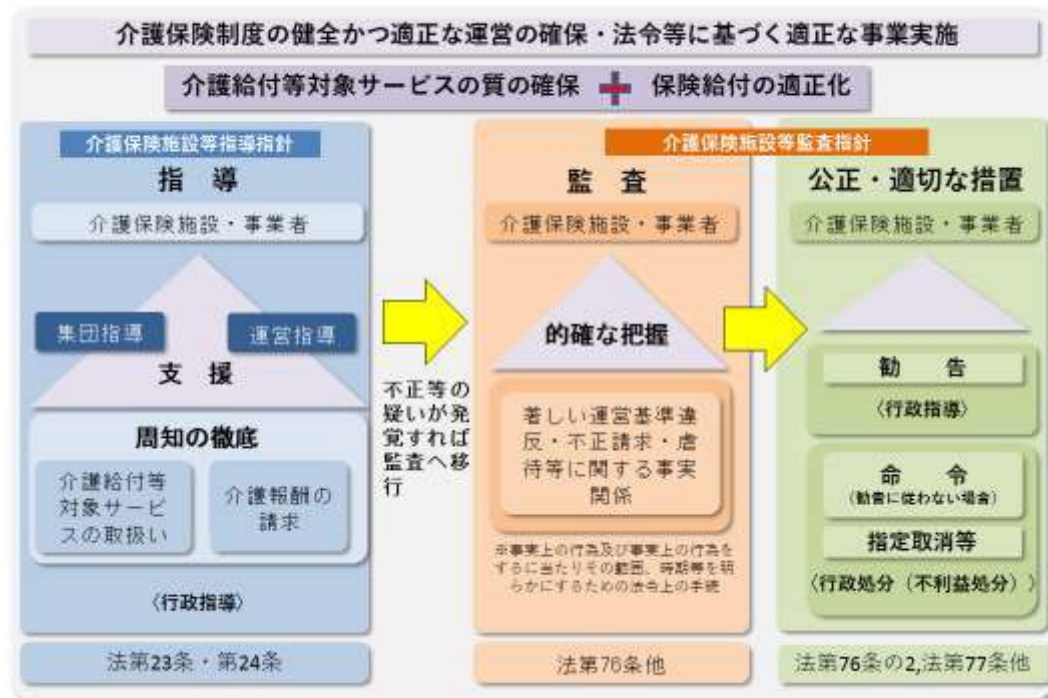 介護保険制度の健全かつ適正な運営の確保・法令等に基づく適正な事業実施
介護給付等対象サービスの質の確保 + 保険給付の適正化
介護保険施設等指導指針
指 導
介護保険施設・事業者
集団指導
運営指導
支 援
周知の徹底
介護給付等
対象サービ
スの取扱い
介護報酬の
請求
〈行政指導〉
法第23条・第24条
不正等の
疑いが発
覚すれば
監査へ移
行
介護保険施設等監査指針
監 査
介護保険施設・事業者
的確な把握
著しい運営基準違
反・不正請求・虐
待等に関する事実
関係
※事実上の行為及び事実上の行為を
するに当たりその範囲、時期等を明
らかにするための法令上の手続
法第76条他
公正・適切な措置
介護保険施設・事業者
勧 告
〈行政指導〉
命 令
(勧告に従わない場合)
指定取消等
〈行政処分(不利益処分)〉
法第76条の2,法第77条他